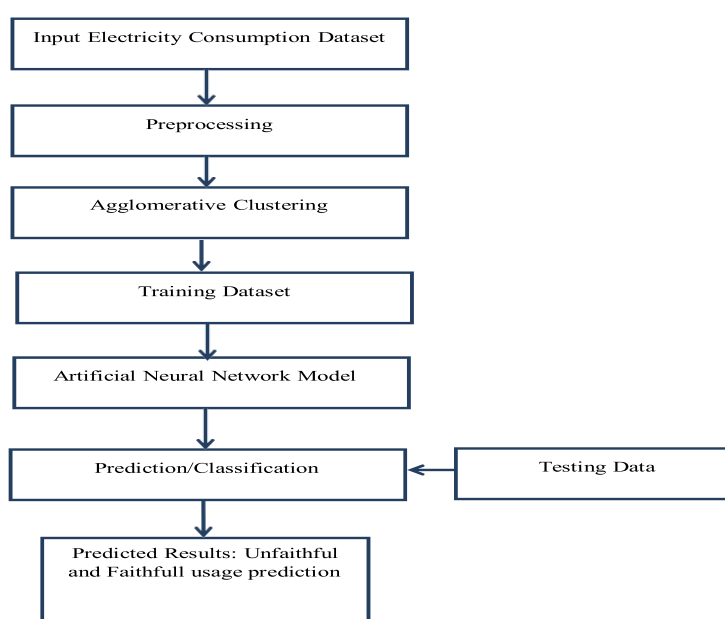 Input Electricity Consumption Dataset
Preprocessing
Agglomerative Clustering
Training Dataset
Artificial Neural Network Model
Prediction/Classification
Testing Data
Predicted Results: Unfaithful
and Faithfull usage prediction